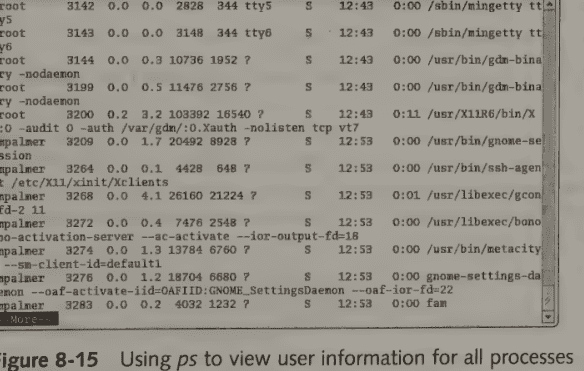 root 3142 0.0 0.0 2828 344 tty5 S 12:43 0:00 /sbin/mingetty tt
y5
root 3143 0.0 0.0 3148 344 tty6 S 12:43 0:00 /sbin/mingetty tt
y6
root 3144 0.0 0.3 10736 1952 ? S 12:43 0:00 /usr/bin/gdm-bina
ry -nodaemon
root 3199 0.0 0.5 11476 2756 ? S 12:43 0:00 /usr/bin/gdm-bina
ry -nodaemon
root 3200 0.2 3.2 103392 16540 ? S 12:43 0:11 /usr/X11R6/bin/X
:0 -audit 0 -auth /var/gdm/:0.Xauth -nolisten tcp vt7
mpalmer 3209 0.0 1.7 20492 8928 ? S 12:53 0:00 /usr/bin/gnome-se
ssion
mpalmer 3264 0.0 0.1 4428 648 ? S 12:53 0:00 /usr/bin/ssh-agen
t /etc/X11/xinit/Xclients
mpalmer 3268 0.0 4.1 26160 21224 ? S 12:53 0:01 /usr/libexec/gcon
fd-2 11
mpalmer 3272 0.0 0.4 7476 2548 ? S 12:53 0:00 /usr/libexec/bono
bo-activation-server --ac-activate --ior-output-fd=18
mpalmer 3274 0.0 1.3 13784 6760 ? S 12:53 0:00 /usr/bin/metacity
--sm-client-id=default1
mpalmer 3276 0.0 1.2 18704 6680 ? S 12:53 0:00 gnome-settings-da
emon --oaf-activate-iid=OAFIID:GNOME_SettingsDaemon --oaf-ior-fd=22
mpalmer 3283 0.0 0.2 4032 1232 ? S 12:53 0:00 fam
--More--
Figure 8-15 Using ps to view user information for all processes